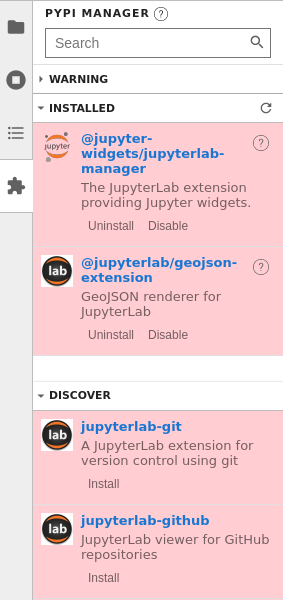 PYPI MANAGER ?
Search
WARNING
INSTALLED
jupyter
@jupyter-
widgets/jupyterlab-
manager
?
The JupyterLab extension
providing Jupyter widgets.
Uninstall Disable
lab
@jupyterlab/geojson-
extension
?
GeoJSON renderer for
JupyterLab
Uninstall Disable
DISCOVER
lab
jupyterlab-git
A JupyterLab extension for
version control using git
Install
lab
jupyterlab-github
JupyterLab viewer for GitHub
repositories
Install